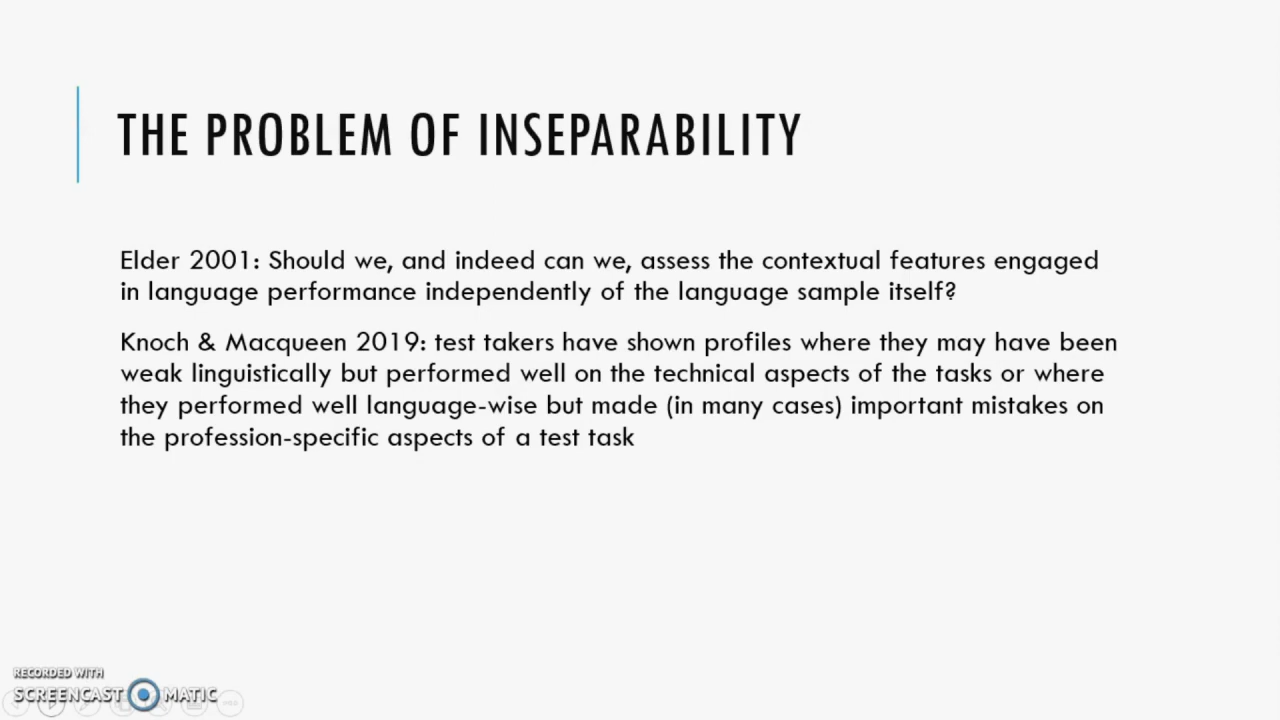 THE PROBLEM OF INSEPARABILITY
Elder 2001: Should we, and indeed can we, assess the contextual features engaged
in language performance independently of the language sample itself?
Knoch & Macqueen 2019: test takers have shown profiles where they may have been
weak linguistically but performed well on the technical aspects of the tasks or where
they performed well language-wise but made (in many cases) important mistakes on
the profession-specific aspects of a test task
RECORDED WITH
SCREENCAST MATIC